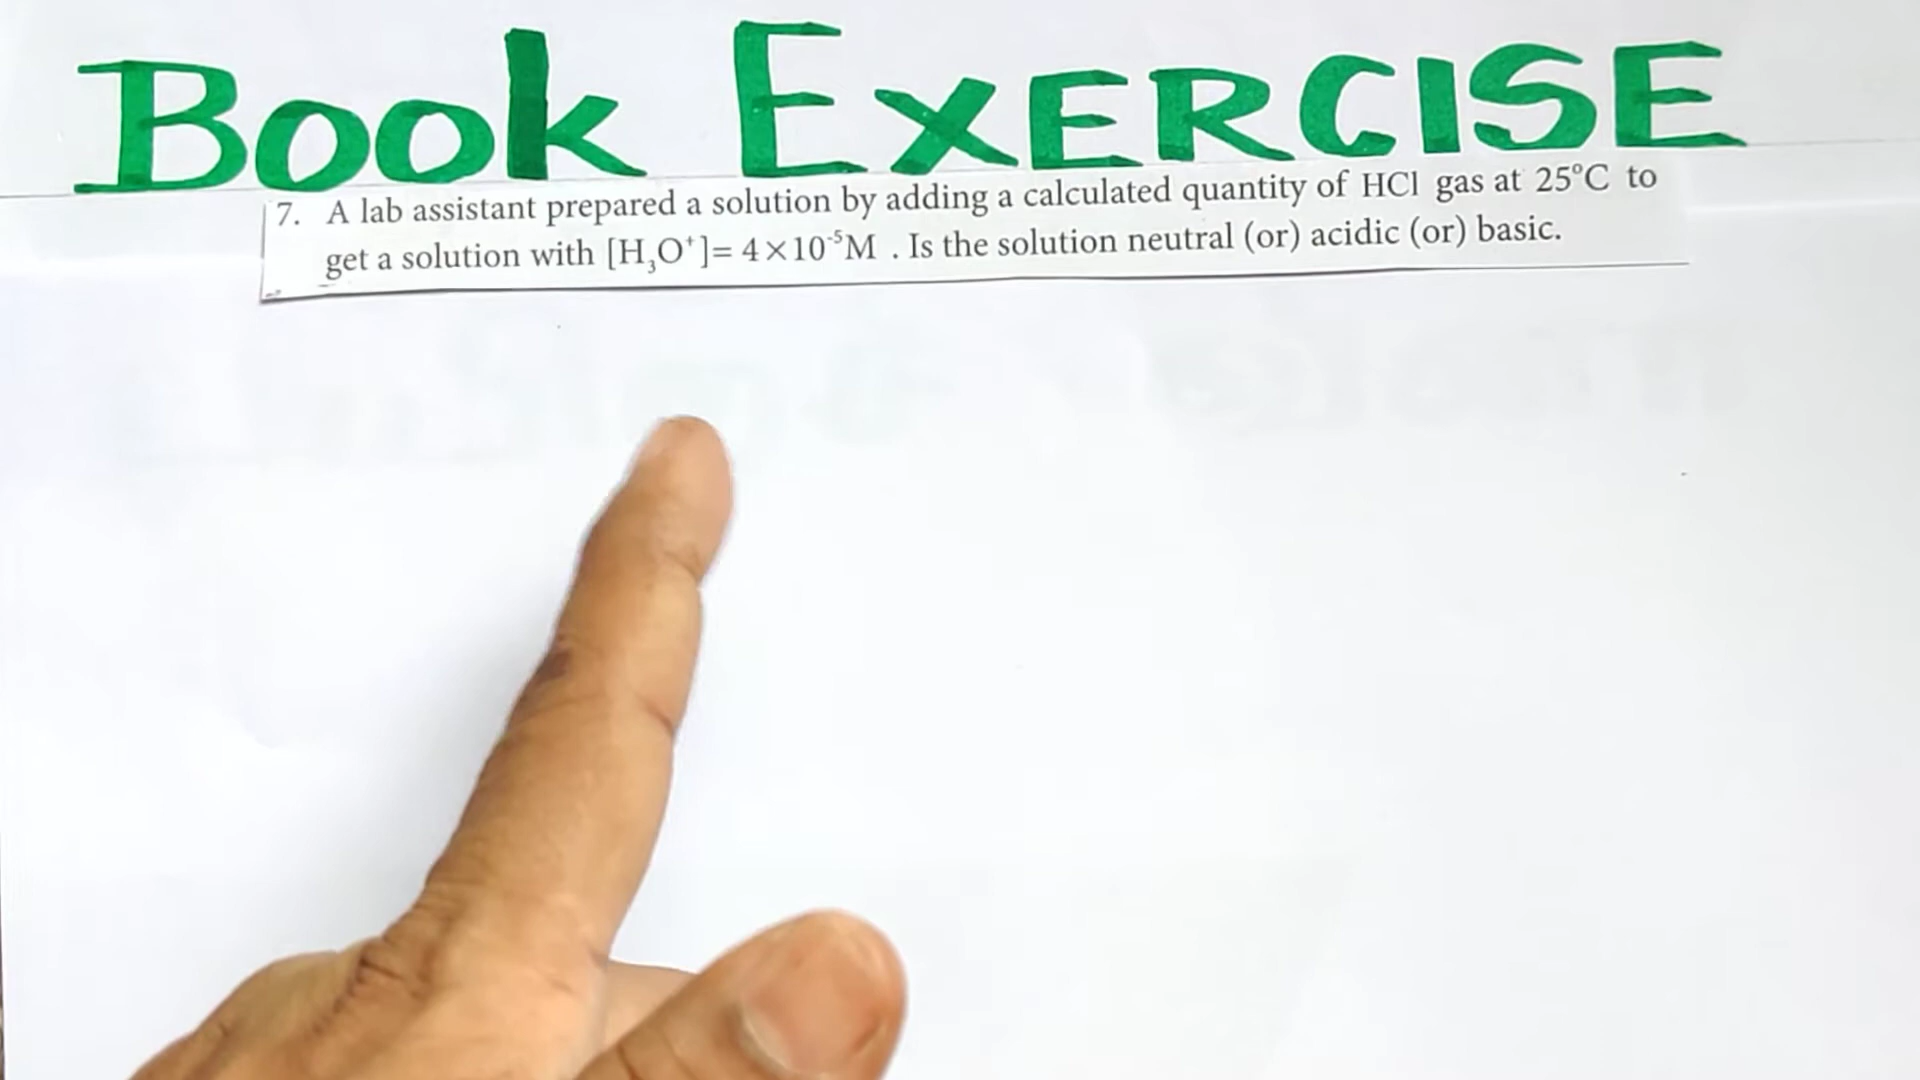 BOOK EXERCISE
7. A lab assistant prepared a solution by adding a calculated quantity of HCl gas at 25°C to
get a solution with [H₃O⁺]= 4×10⁻⁵M . Is the solution neutral (or) acidic (or) basic.